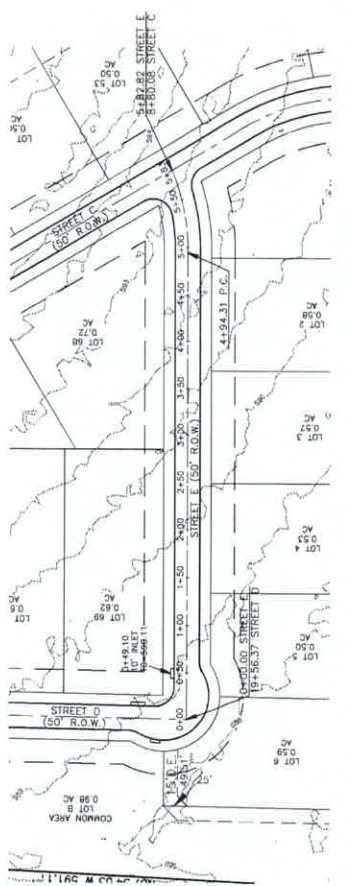 LOT 53
0.50
AC
5+82.82 STREET E
8+80.08 STREET C
STREET C
(50' R.O.W.)
LOT 68
0.72
AC
5+50
5+00
4+50
4+00
3+50
3+00
2+50
2+00
1+50
1+00
0+50
0+00
4+94.31 P.C.
STREET E (50' R.O.W.)
LOT 2
0.58
AC
LOT 3
0.57
AC
LOT 4
0.53
AC
LOT 5
0.50
AC
LOT 6
0.59
AC
LOT 69
0.62
AC
0+49.10
10' INLET
0+00.00 STREET E
19+56.37 STREET D
STREET D
(50' R.O.W.)
15' D.E.
25'
COMMON AREA
LOT B
0.98 AC